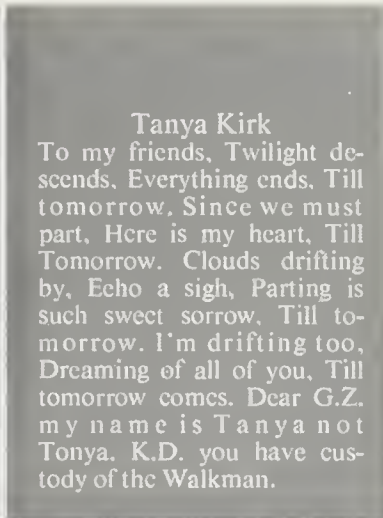 Tanya Kirk
To my friends, Twilight de-
scends, Everything ends, Till
tomorrow. Since we must
part, Here is my heart, Till
Tomorrow. Clouds drifting
by, Echo a sigh, Parting is
such sweet sorrow, Till to-
morrow. I'm drifting too,
Dreaming of all of you, Till
tomorrow comes. Dear G.Z.
my name is Tanya not
Tonya. K.D. you have cus-
tody of the Walkman.